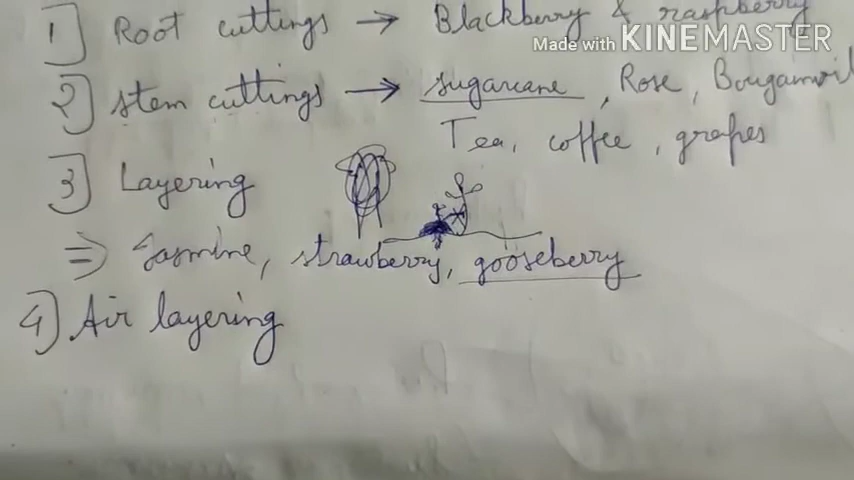 1] Root cuttings → Blackberry & raspberry
Made with KINEMASTER
2] stem cuttings → sugarcane, Rose, Bougainvil
Tea, coffee, grapes
3] Layering
⇒ Jasmine, strawberry, gooseberry
4] Air layering